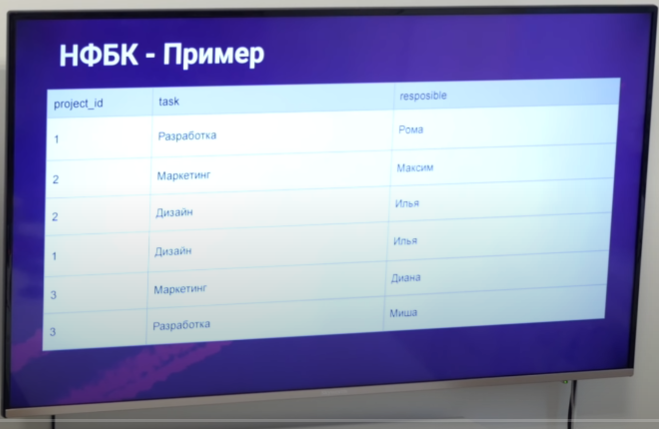 НФБК - Пример
project_id task resposible
1 Разработка Рома
2 Маркетинг Максим
2 Дизайн Илья
1 Дизайн Илья
3 Маркетинг Диана
3 Разработка Миша